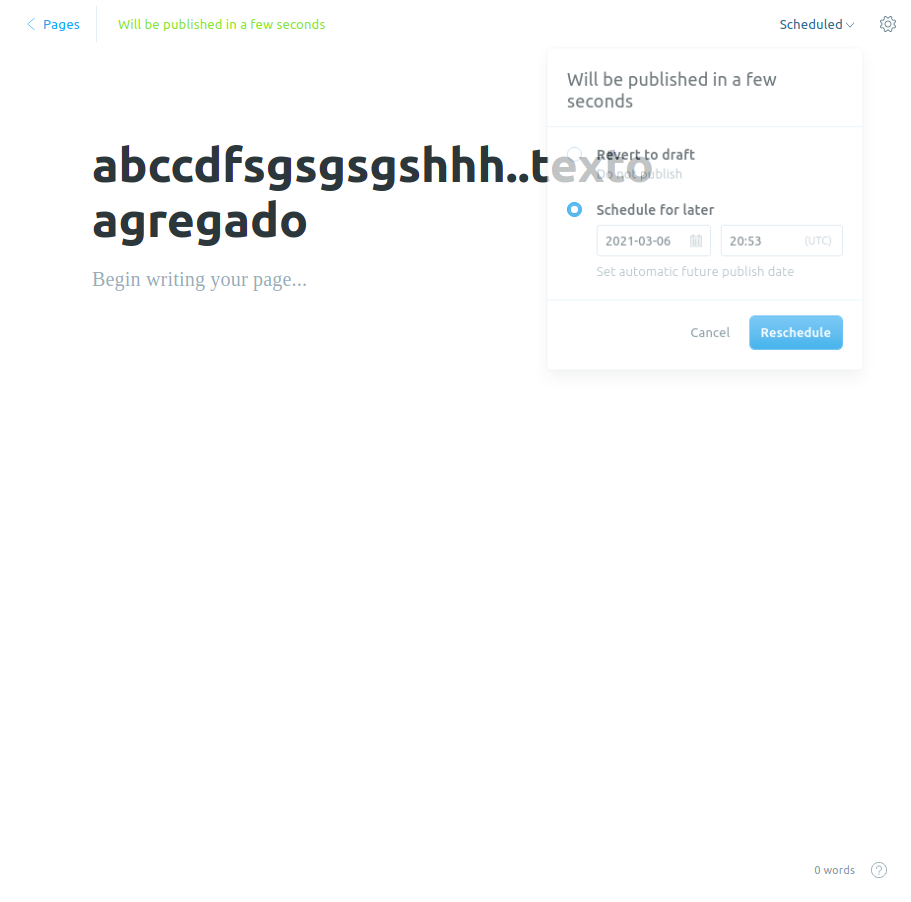 Pages
Will be published in a few seconds
Scheduled
Will be published in a few
seconds
abccdfsgsgsgshhh..texto
agregado
Begin writing your page...
Revert to draft
Do not publish
Schedule for later
2021-03-06
20:53 (UTC)
Set automatic future publish date
Cancel
Reschedule
0 words
?